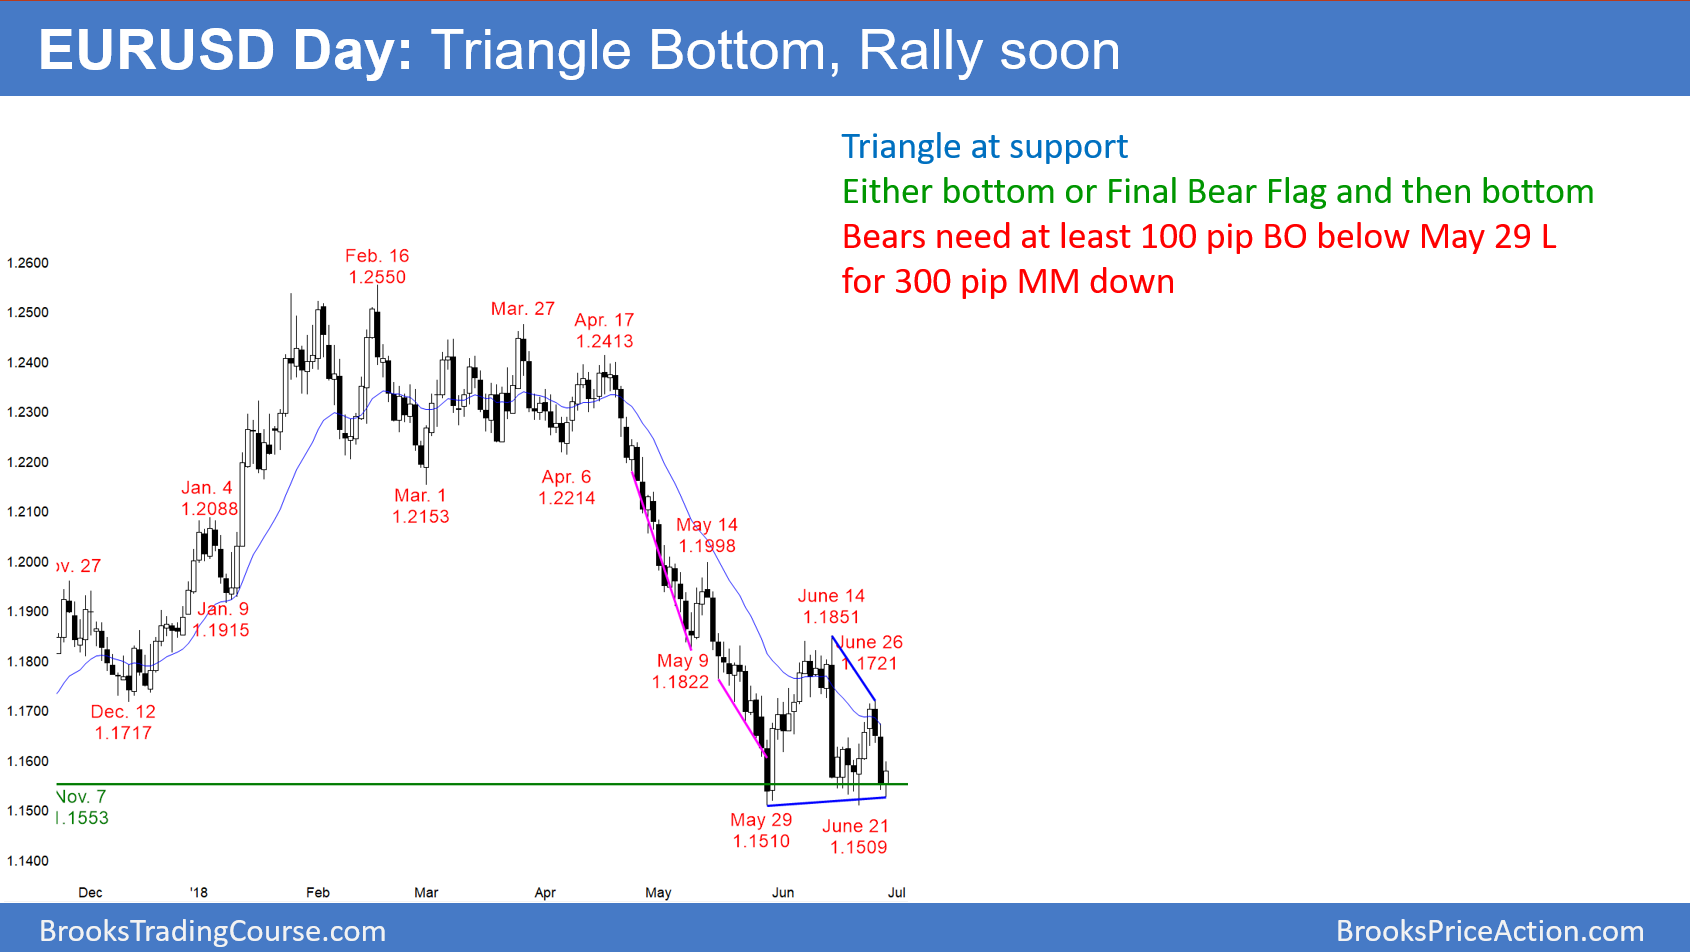 EURUSD Day: Triangle Bottom, Rally soon
Triangle at support
Either bottom or Final Bear Flag and then bottom
Bears need at least 100 pip BO below May 29 L
for 300 pip MM down
1.2600
1.2500
1.2400
1.2300
1.2200
1.2100
1.2000
1.1900
1.1800
1.1700
1.1600
1.1500
1.1400
ov. 27
Dec. 12
1.1717
Jan. 4
1.2088
Jan. 9
1.1915
Feb. 16
1.2550
Mar. 1
1.2153
Mar. 27
Apr. 6
1.2214
Apr. 17
1.2413
May 9
1.1822
May 14
1.1998
May 29
1.1510
June 14
1.1851
June 26
1.1721
June 21
1.1509
Nov. 7
1.1553
Dec
'18
Feb
Mar
Apr
May
Jun
Jul
BrooksTradingCourse.com
BrooksPriceAction.com